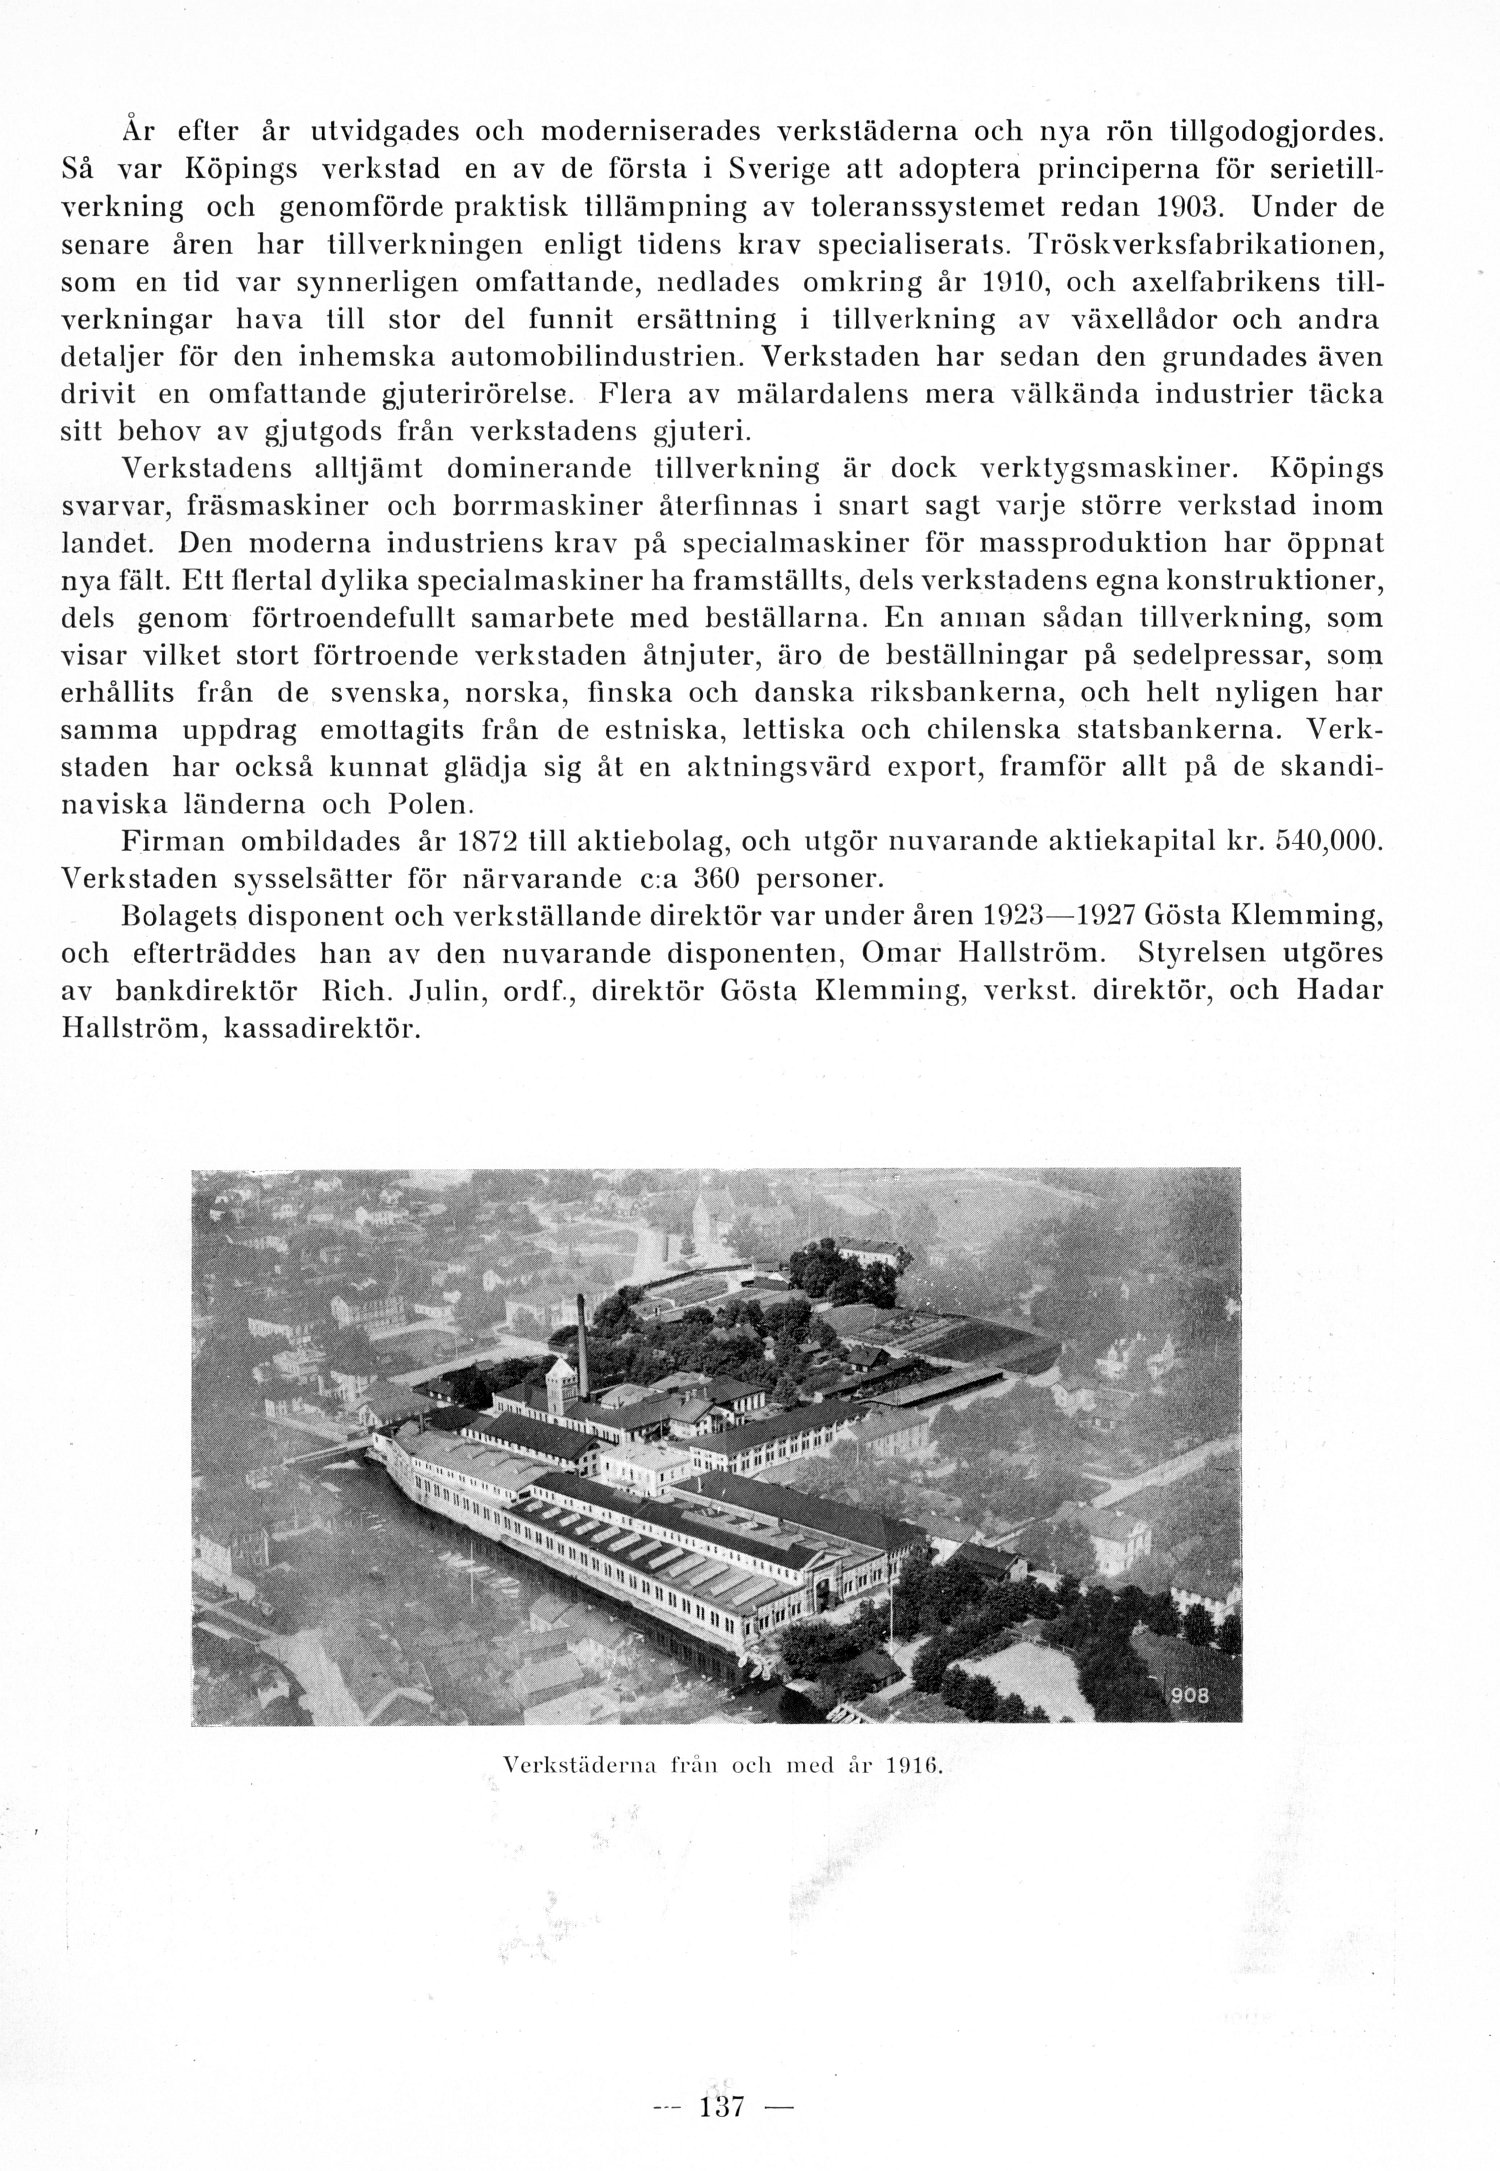 År efter år utvidgades och moderniserades verkstäderna och nya rön tillgodogjordes.
Så var Köpings verkstad en av de första i Sverige att adoptera principerna för serietill-
verkning och genomförde praktisk tillämpning av toleranssystemet redan 1903. Under de
senare åren har tillverkningen enligt tidens krav specialiserats. Tröskverksfabrikationen,
som en tid var synnerligen omfattande, nedlades omkring år 1910, och axelfabrikens till-
verkningar hava till stor del funnit ersättning i tillverkning av växellådor och andra
detaljer för den inhemska automobilindustrien. Verkstaden har sedan den grundades även
drivit en omfattande gjuterirörelse. Flera av mälardalens mera välkända industrier täcka
sitt behov av gjutgods från verkstadens gjuteri.
Verkstadens alltjämt dominerande tillverkning är dock verktygsmaskiner. Köpings
svarvar, fräsmaskiner och borrmaskiner återfinnas i snart sagt varje större verkstad inom
landet. Den moderna industriens krav på specialmaskiner för massproduktion har öppnat
nya fält. Ett flertal dylika specialmaskiner ha framställts, dels verkstadens egna konstruktioner,
dels genom förtroendefullt samarbete med beställarna. En annan sådan tillverkning, som
visar vilket stort förtroende verkstaden åtnjuter, äro de beställningar på sedelpressar, som
erhållits från de svenska, norska, finska och danska riksbankerna, och helt nyligen har
samma uppdrag emottagits från de estniska, lettiska och chilenska statsbankerna. Verk-
staden har också kunnat glädja sig åt en aktningsvärd export, framför allt på de skandi-
naviska länderna och Polen.
Firman ombildades år 1872 till aktiebolag, och utgör nuvarande aktiekapital kr. 540,000.
Verkstaden sysselsätter för närvarande c:a 360 personer.
Bolagets disponent och verkställande direktör var under åren 1923—1927 Gösta Klemming,
och efterträddes han av den nuvarande disponenten, Omar Hallström. Styrelsen utgöres
av bankdirektör Rich. Julin, ordf., direktör Gösta Klemming, verkst. direktör, och Hadar
Hallström, kassadirektör.
908
Verkstäderna från och med år 1916.
— 137 —